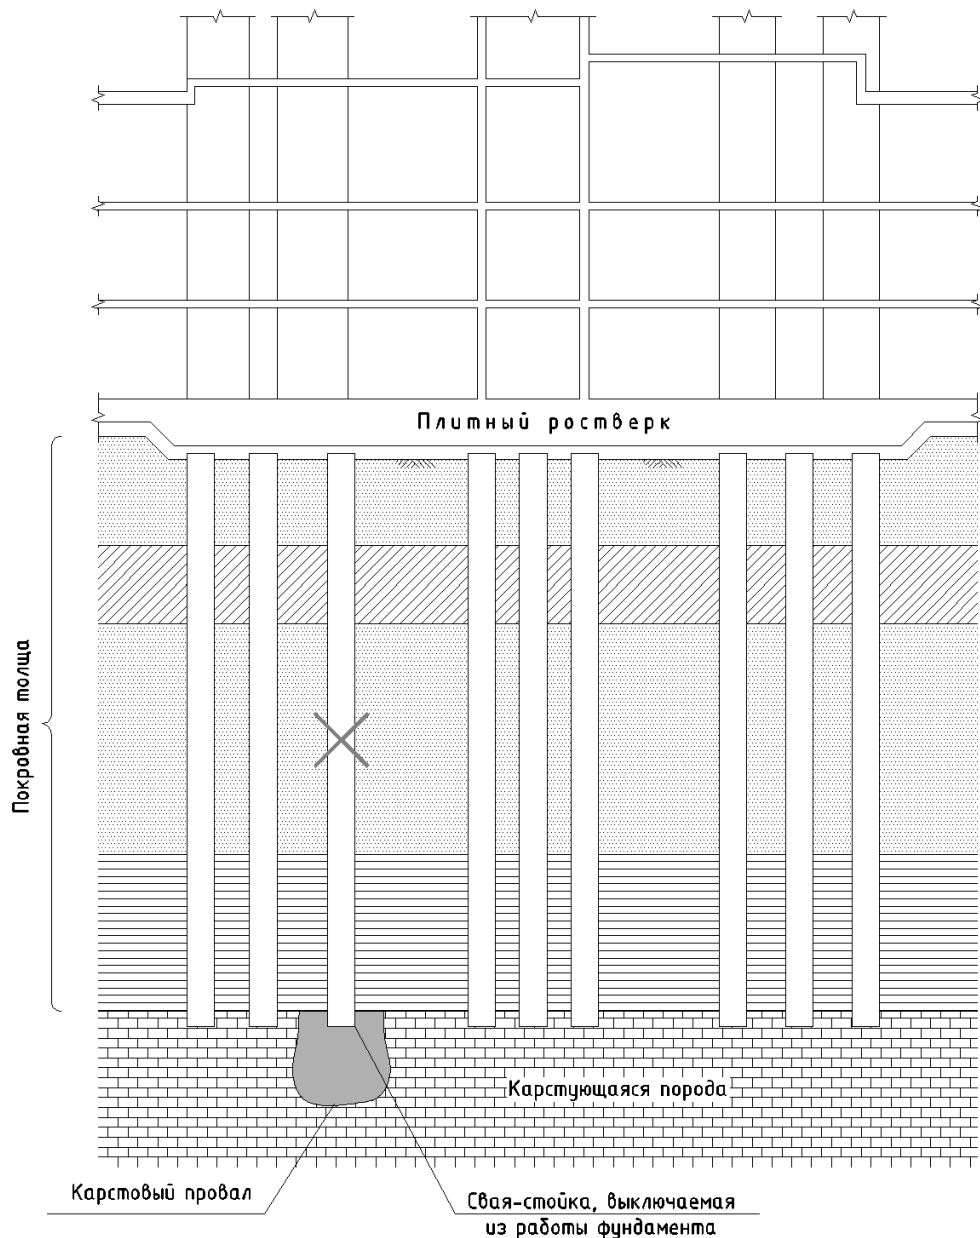 Плитный ростверк
Покровная толща
Карстующаяся порода
Карстовый провал
Свая-стойка, выключаемая
из работы фундамента